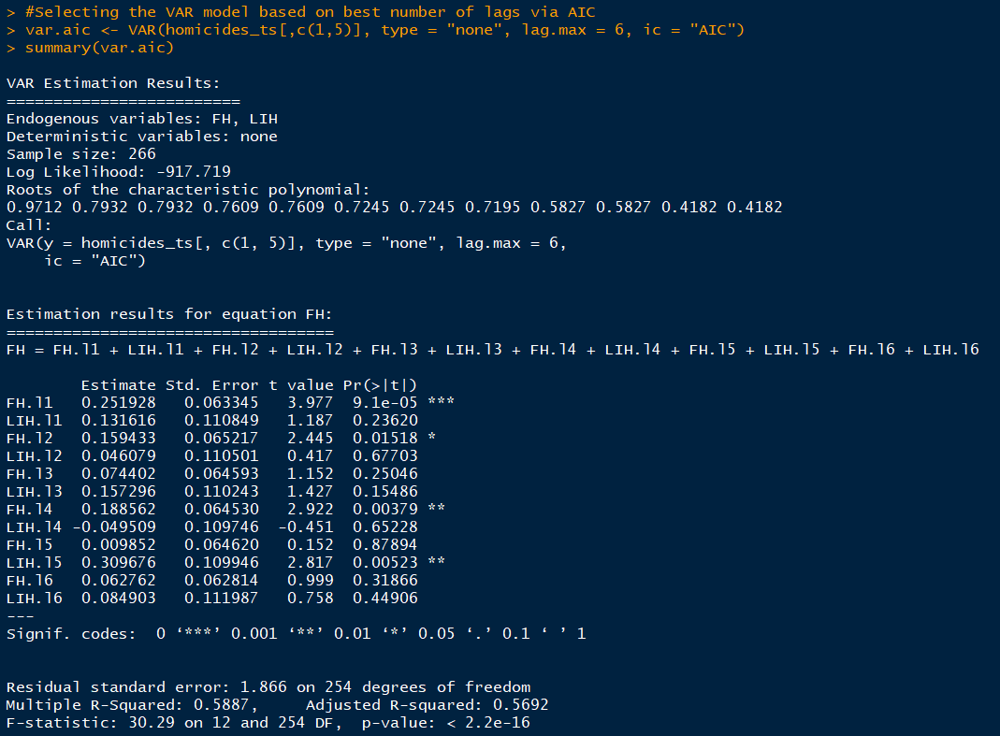 > #Selecting the VAR model based on best number of lags via AIC
> var.aic <- VAR(homicides_ts[,c(1,5)], type = "none", lag.max = 6, ic = "AIC")
> summary(var.aic)

VAR Estimation Results:
=========================
Endogenous variables: FH, LIH
Deterministic variables: none
Sample size: 266
Log Likelihood: -917.719
Roots of the characteristic polynomial:
0.9712 0.7932 0.7932 0.7609 0.7609 0.7245 0.7245 0.7195 0.5827 0.5827 0.4182 0.4182
Call:
VAR(y = homicides_ts[, c(1, 5)], type = "none", lag.max = 6,
    ic = "AIC")


Estimation results for equation FH:
===================================
FH = FH.l1 + LIH.l1 + FH.l2 + LIH.l2 + FH.l3 + LIH.l3 + FH.l4 + LIH.l4 + FH.l5 + LIH.l5 + FH.l6 + LIH.l6

        Estimate Std. Error t value Pr(>|t|)
FH.l1   0.251928   0.063345   3.977  9.1e-05 ***
LIH.l1  0.131616   0.110849   1.187  0.23620
FH.l2   0.159433   0.065217   2.445  0.01518 *
LIH.l2  0.046079   0.110501   0.417  0.67703
FH.l3   0.074402   0.064593   1.152  0.25046
LIH.l3  0.157296   0.110243   1.427  0.15486
FH.l4   0.188562   0.064530   2.922  0.00379 **
LIH.l4 -0.049509   0.109746  -0.451  0.65228
FH.l5   0.009852   0.064620   0.152  0.87894
LIH.l5  0.309676   0.109946   2.817  0.00523 **
FH.l6   0.062762   0.062814   0.999  0.31866
LIH.l6  0.084903   0.111987   0.758  0.44906
---
Signif. codes:  0 ‘***’ 0.001 ‘**’ 0.01 ‘*’ 0.05 ‘.’ 0.1 ‘ ’ 1


Residual standard error: 1.866 on 254 degrees of freedom
Multiple R-Squared: 0.5887,     Adjusted R-squared: 0.5692
F-statistic: 30.29 on 12 and 254 DF,  p-value: < 2.2e-16